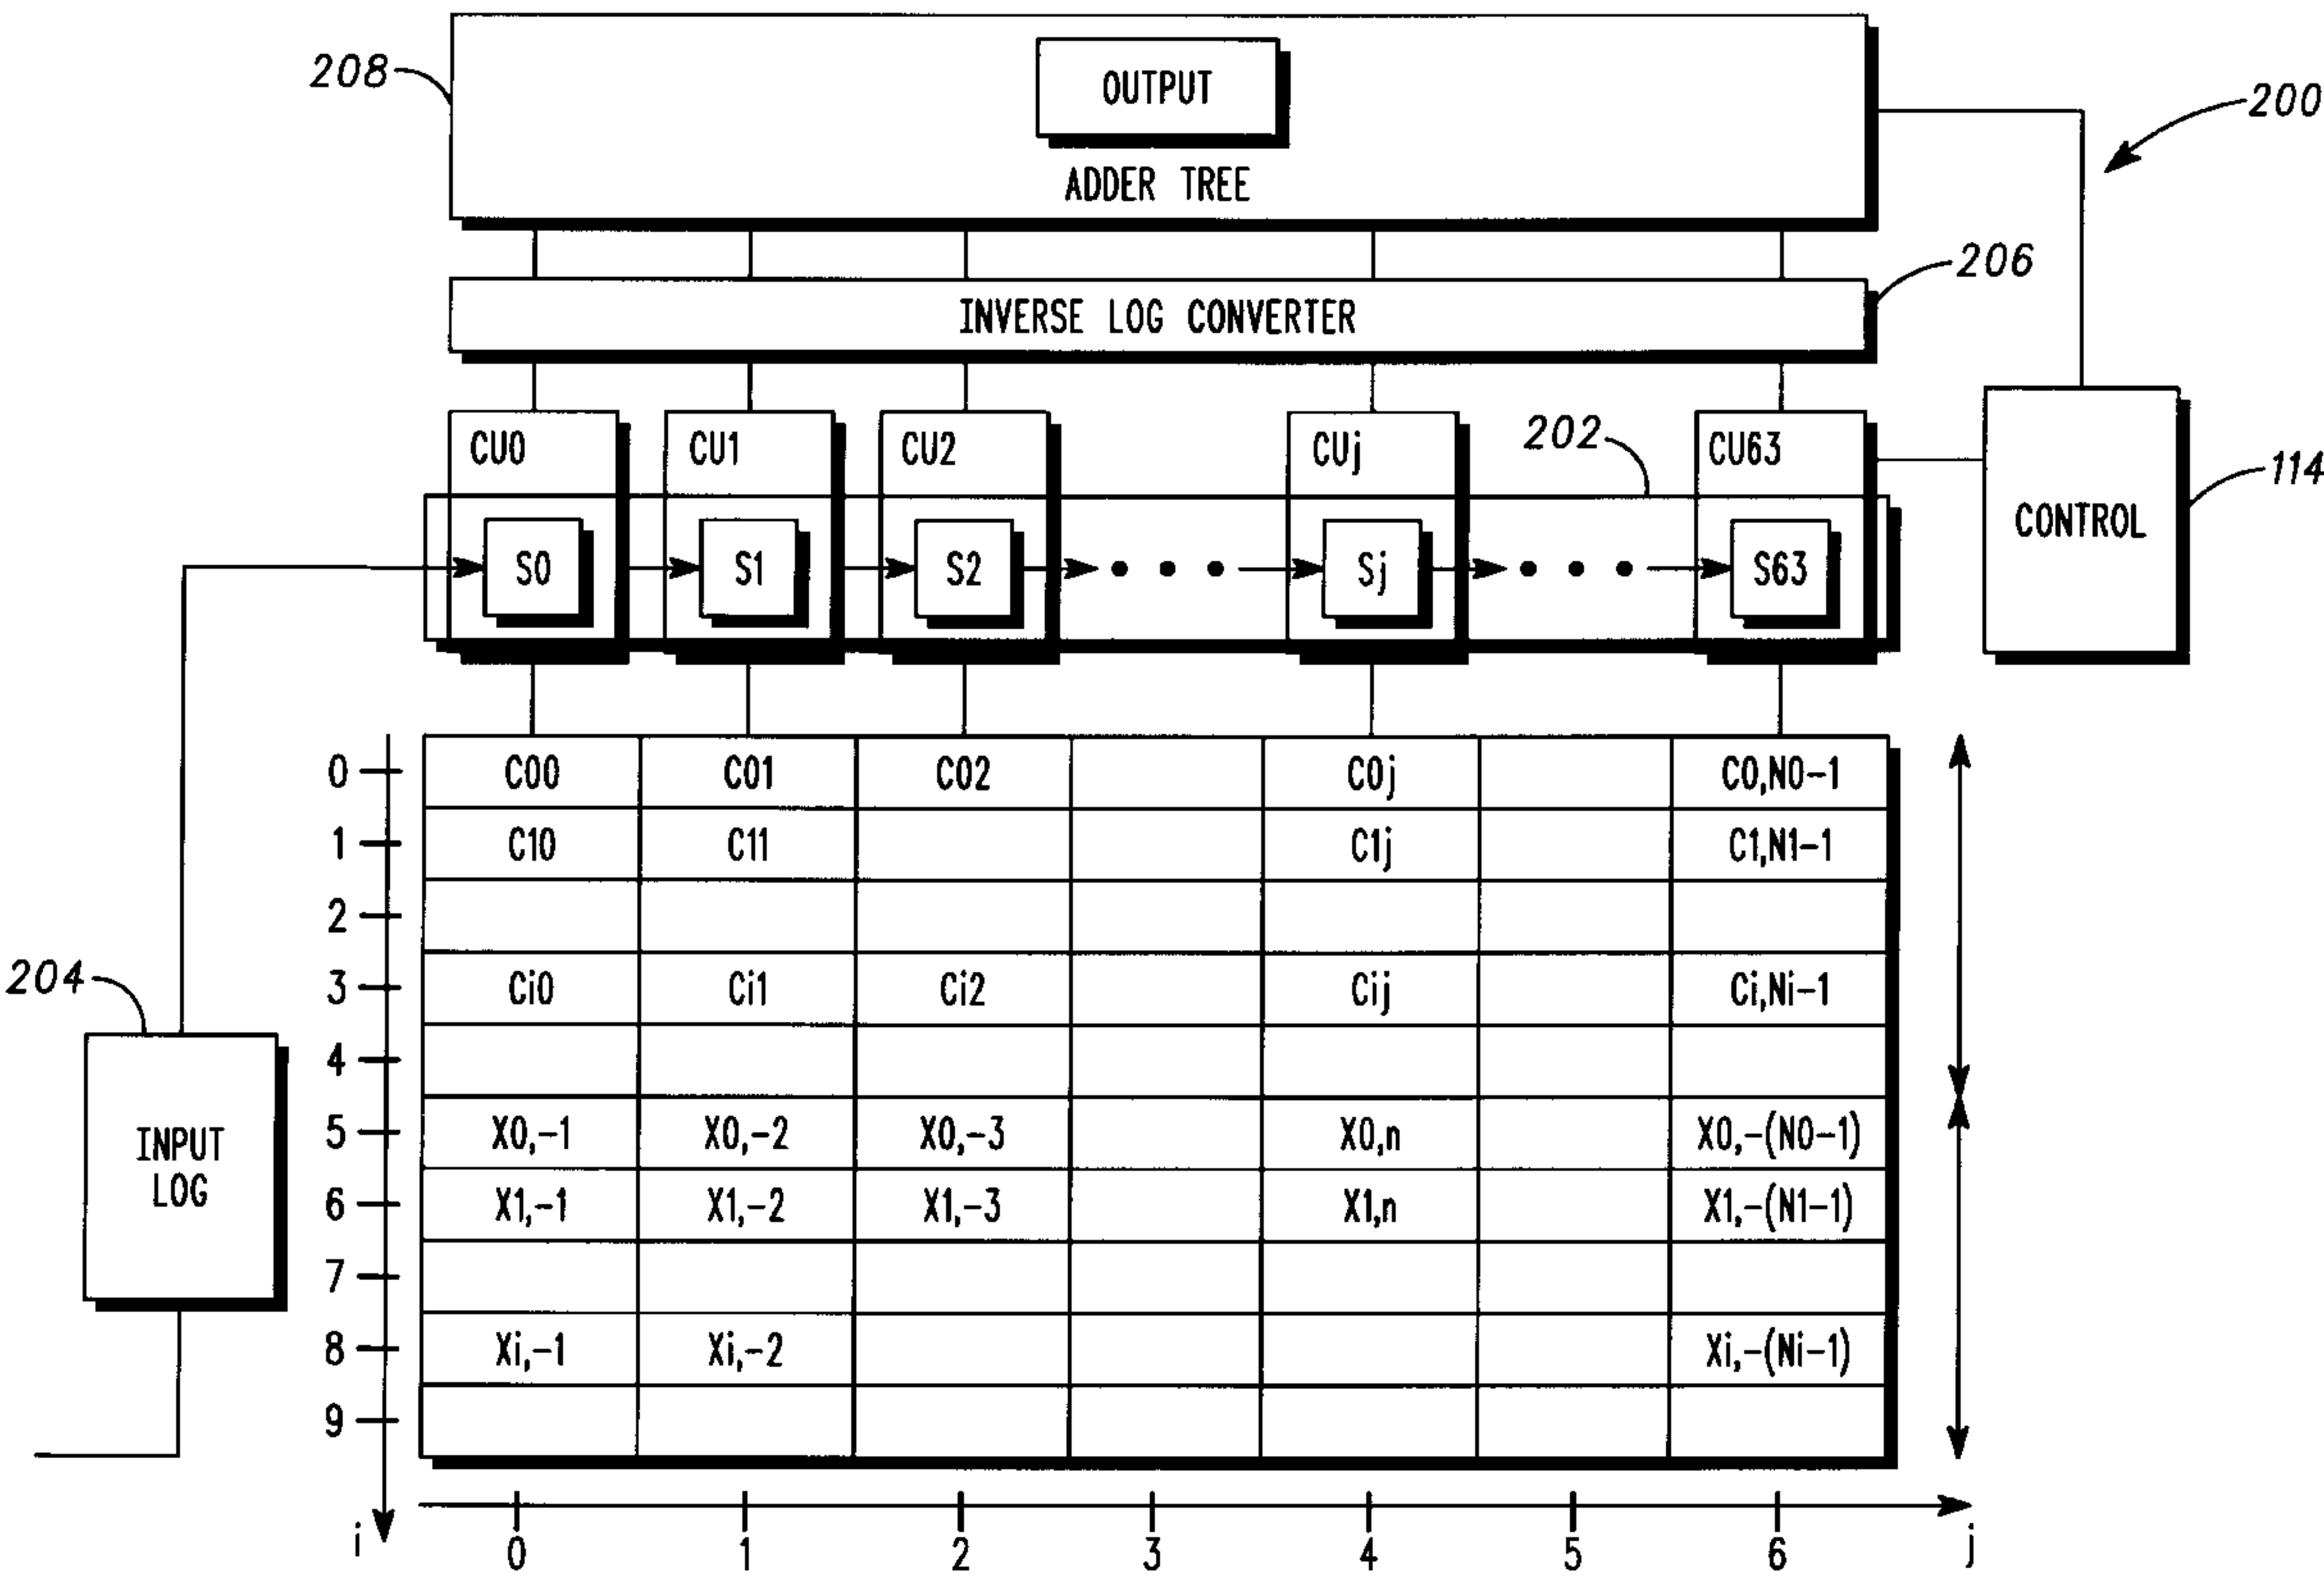 208
OUTPUT
200
ADDER TREE
206
INVERSE LOG CONVERTER
CU0 CU1 CU2 CUj 202 CU63
114
CONTROL
S0 S1 S2 Sj S63
0 C00 C01 C02 C0j C0,N0-1
1 C10 C11 C1j C1,N1-1
2
204
3 Ci0 Ci1 Ci2 Cij Ci,Ni-1
4
INPUT
LOG
5 X0,-1 X0,-2 X0,-3 X0,n X0,-(N0-1)
6 X1,-1 X1,-2 X1,-3 X1,n X1,-(N1-1)
7
8 Xi,-1 Xi,-2 Xi,-(Ni-1)
9
i 0 1 2 3 4 5 6 j